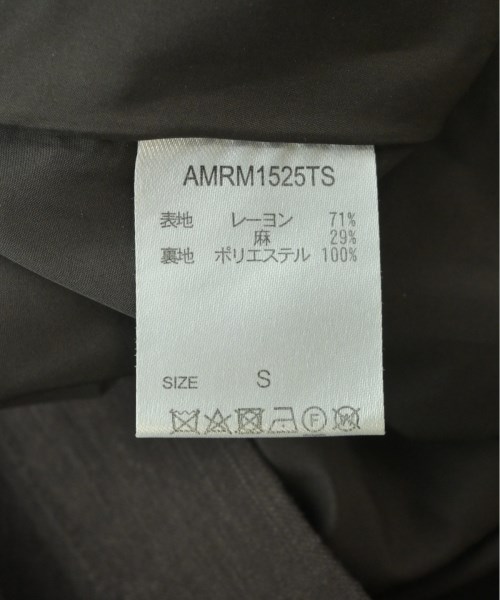 AMRM1525TS
表地 レーヨン 71%
麻 29%
裏地 ポリエステル 100%
SIZE S
F W